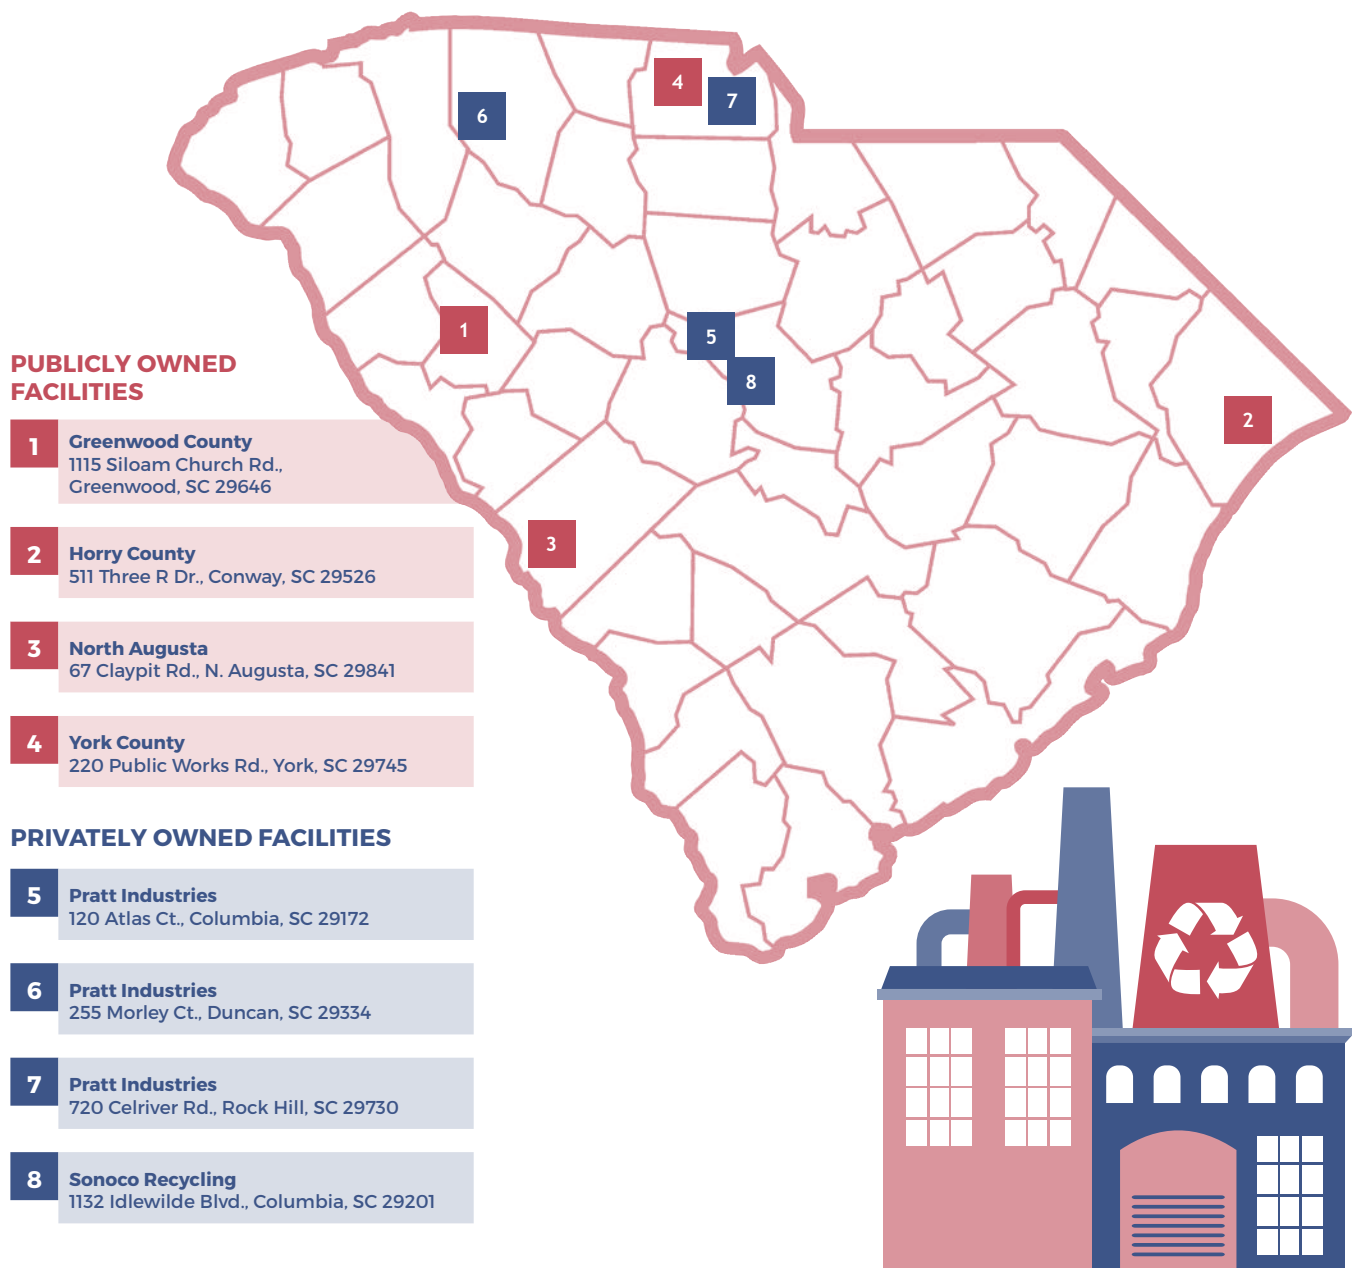 4
7
6
1
5
8
2
3
PUBLICLY OWNED
FACILITIES
1
Greenwood County
1115 Siloam Church Rd.,
Greenwood, SC 29646
2
Horry County
511 Three R Dr., Conway, SC 29526
3
North Augusta
67 Claypit Rd., N. Augusta, SC 29841
4
York County
220 Public Works Rd., York, SC 29745
PRIVATELY OWNED FACILITIES
5
Pratt Industries
120 Atlas Ct., Columbia, SC 29172
6
Pratt Industries
255 Morley Ct., Duncan, SC 29334
7
Pratt Industries
720 Celriver Rd., Rock Hill, SC 29730
8
Sonoco Recycling
1132 Idlewilde Blvd., Columbia, SC 29201